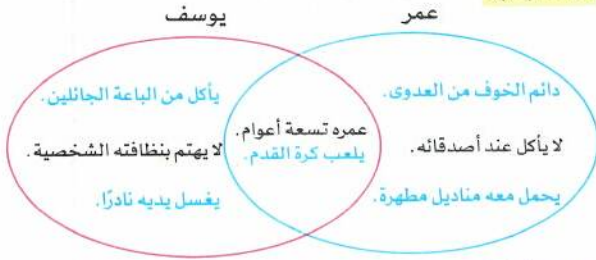 عمر
يوسف
دائم الخوف من العدوى.
لا يأكل عند أصدقائه.
يحمل معه مناديل مطهرة.
عمره تسعة أعوام.
يلعب كرة القدم.
يأكل من الباعة الجائلين.
لا يهتم بنظافته الشخصية.
يغسل يديه نادرًا.